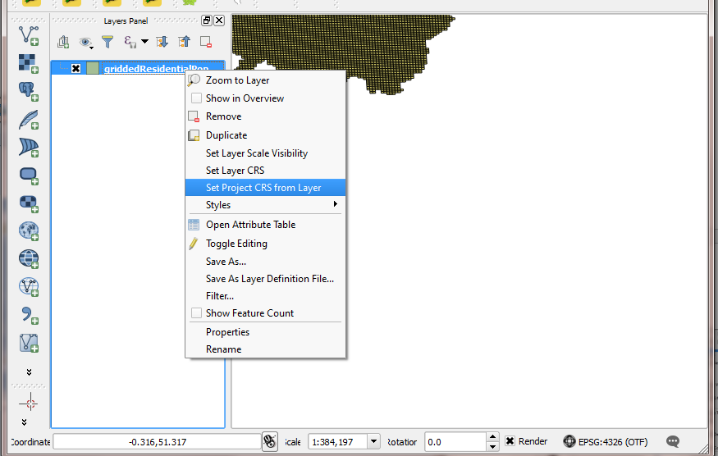 Layers Panel
griddedResidentialPop
Zoom to Layer
Show in Overview
Remove
Duplicate
Set Layer Scale Visibility
Set Layer CRS
Set Project CRS from Layer
Styles
Open Attribute Table
Toggle Editing
Save As...
Save As Layer Definition File...
Filter...
Show Feature Count
Properties
Rename
Coordinate -0.316,51.317 Scale 1:384,197 Rotation 0.0 Render EPSG:4326 (OTF)